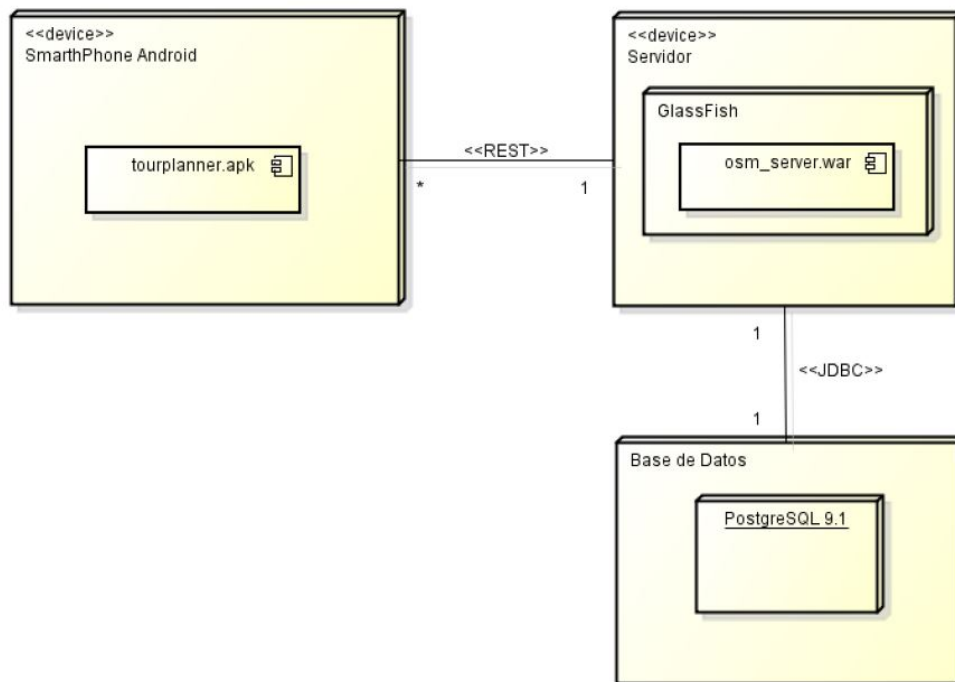 <<device>>
SmarthPhone Android
tourplanner.apk
<<REST>>
*
1
<<device>>
Servidor
GlassFish
osm_server.war
1
<<JDBC>>
1
Base de Datos
PostgreSQL 9.1